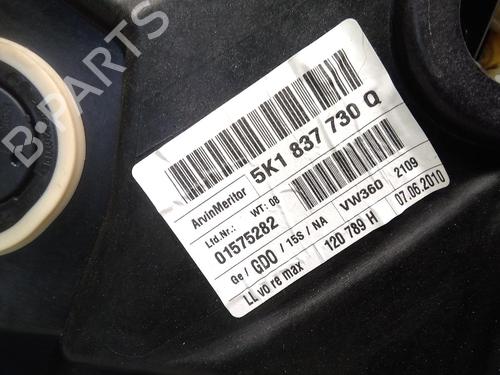 B-PARTS
5K1 837 730 Q
ArvinMeritor
Ltd.Nr.: WT: 08
01575282 VW360 2109
Ge / GDO / 15S / NA 07.06.2010
LL vo re max 120 789 H